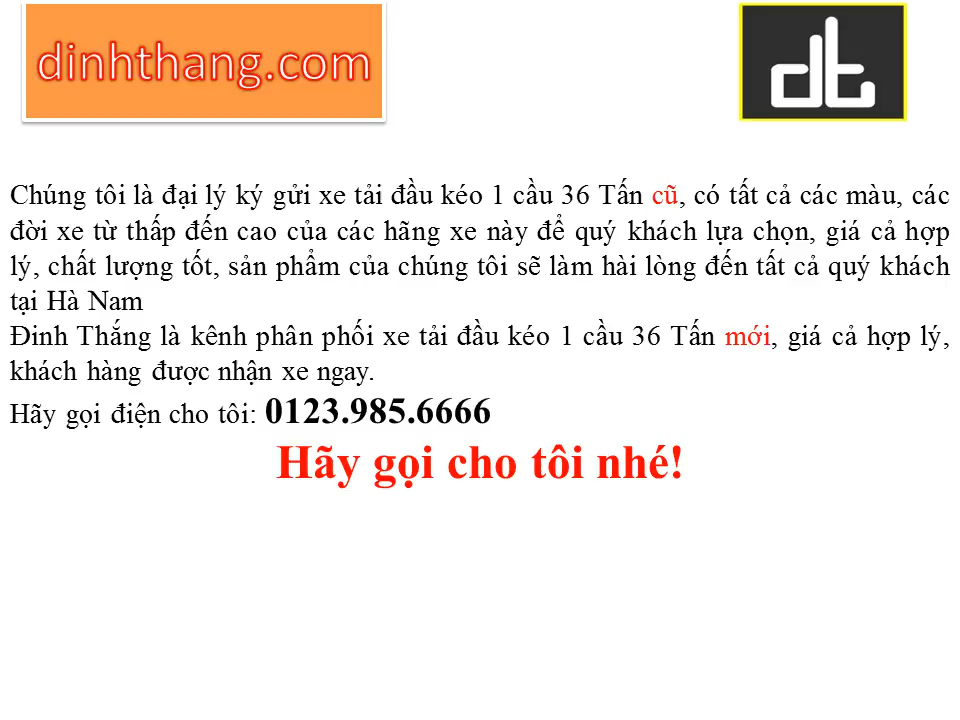 dinhthang.com
dt
Chúng tôi là đại lý ký gửi xe tải đầu kéo 1 cầu 36 Tấn cũ, có tất cả các màu, các
đời xe từ thấp đến cao của các hãng xe này để quý khách lựa chọn, giá cả hợp
lý, chất lượng tốt, sản phẩm của chúng tôi sẽ làm hài lòng đến tất cả quý khách
tại Hà Nam
Đinh Thắng là kênh phân phối xe tải đầu kéo 1 cầu 36 Tấn mới, giá cả hợp lý,
khách hàng được nhận xe ngay.
Hãy gọi điện cho tôi: 0123.985.6666
Hãy gọi cho tôi nhé!